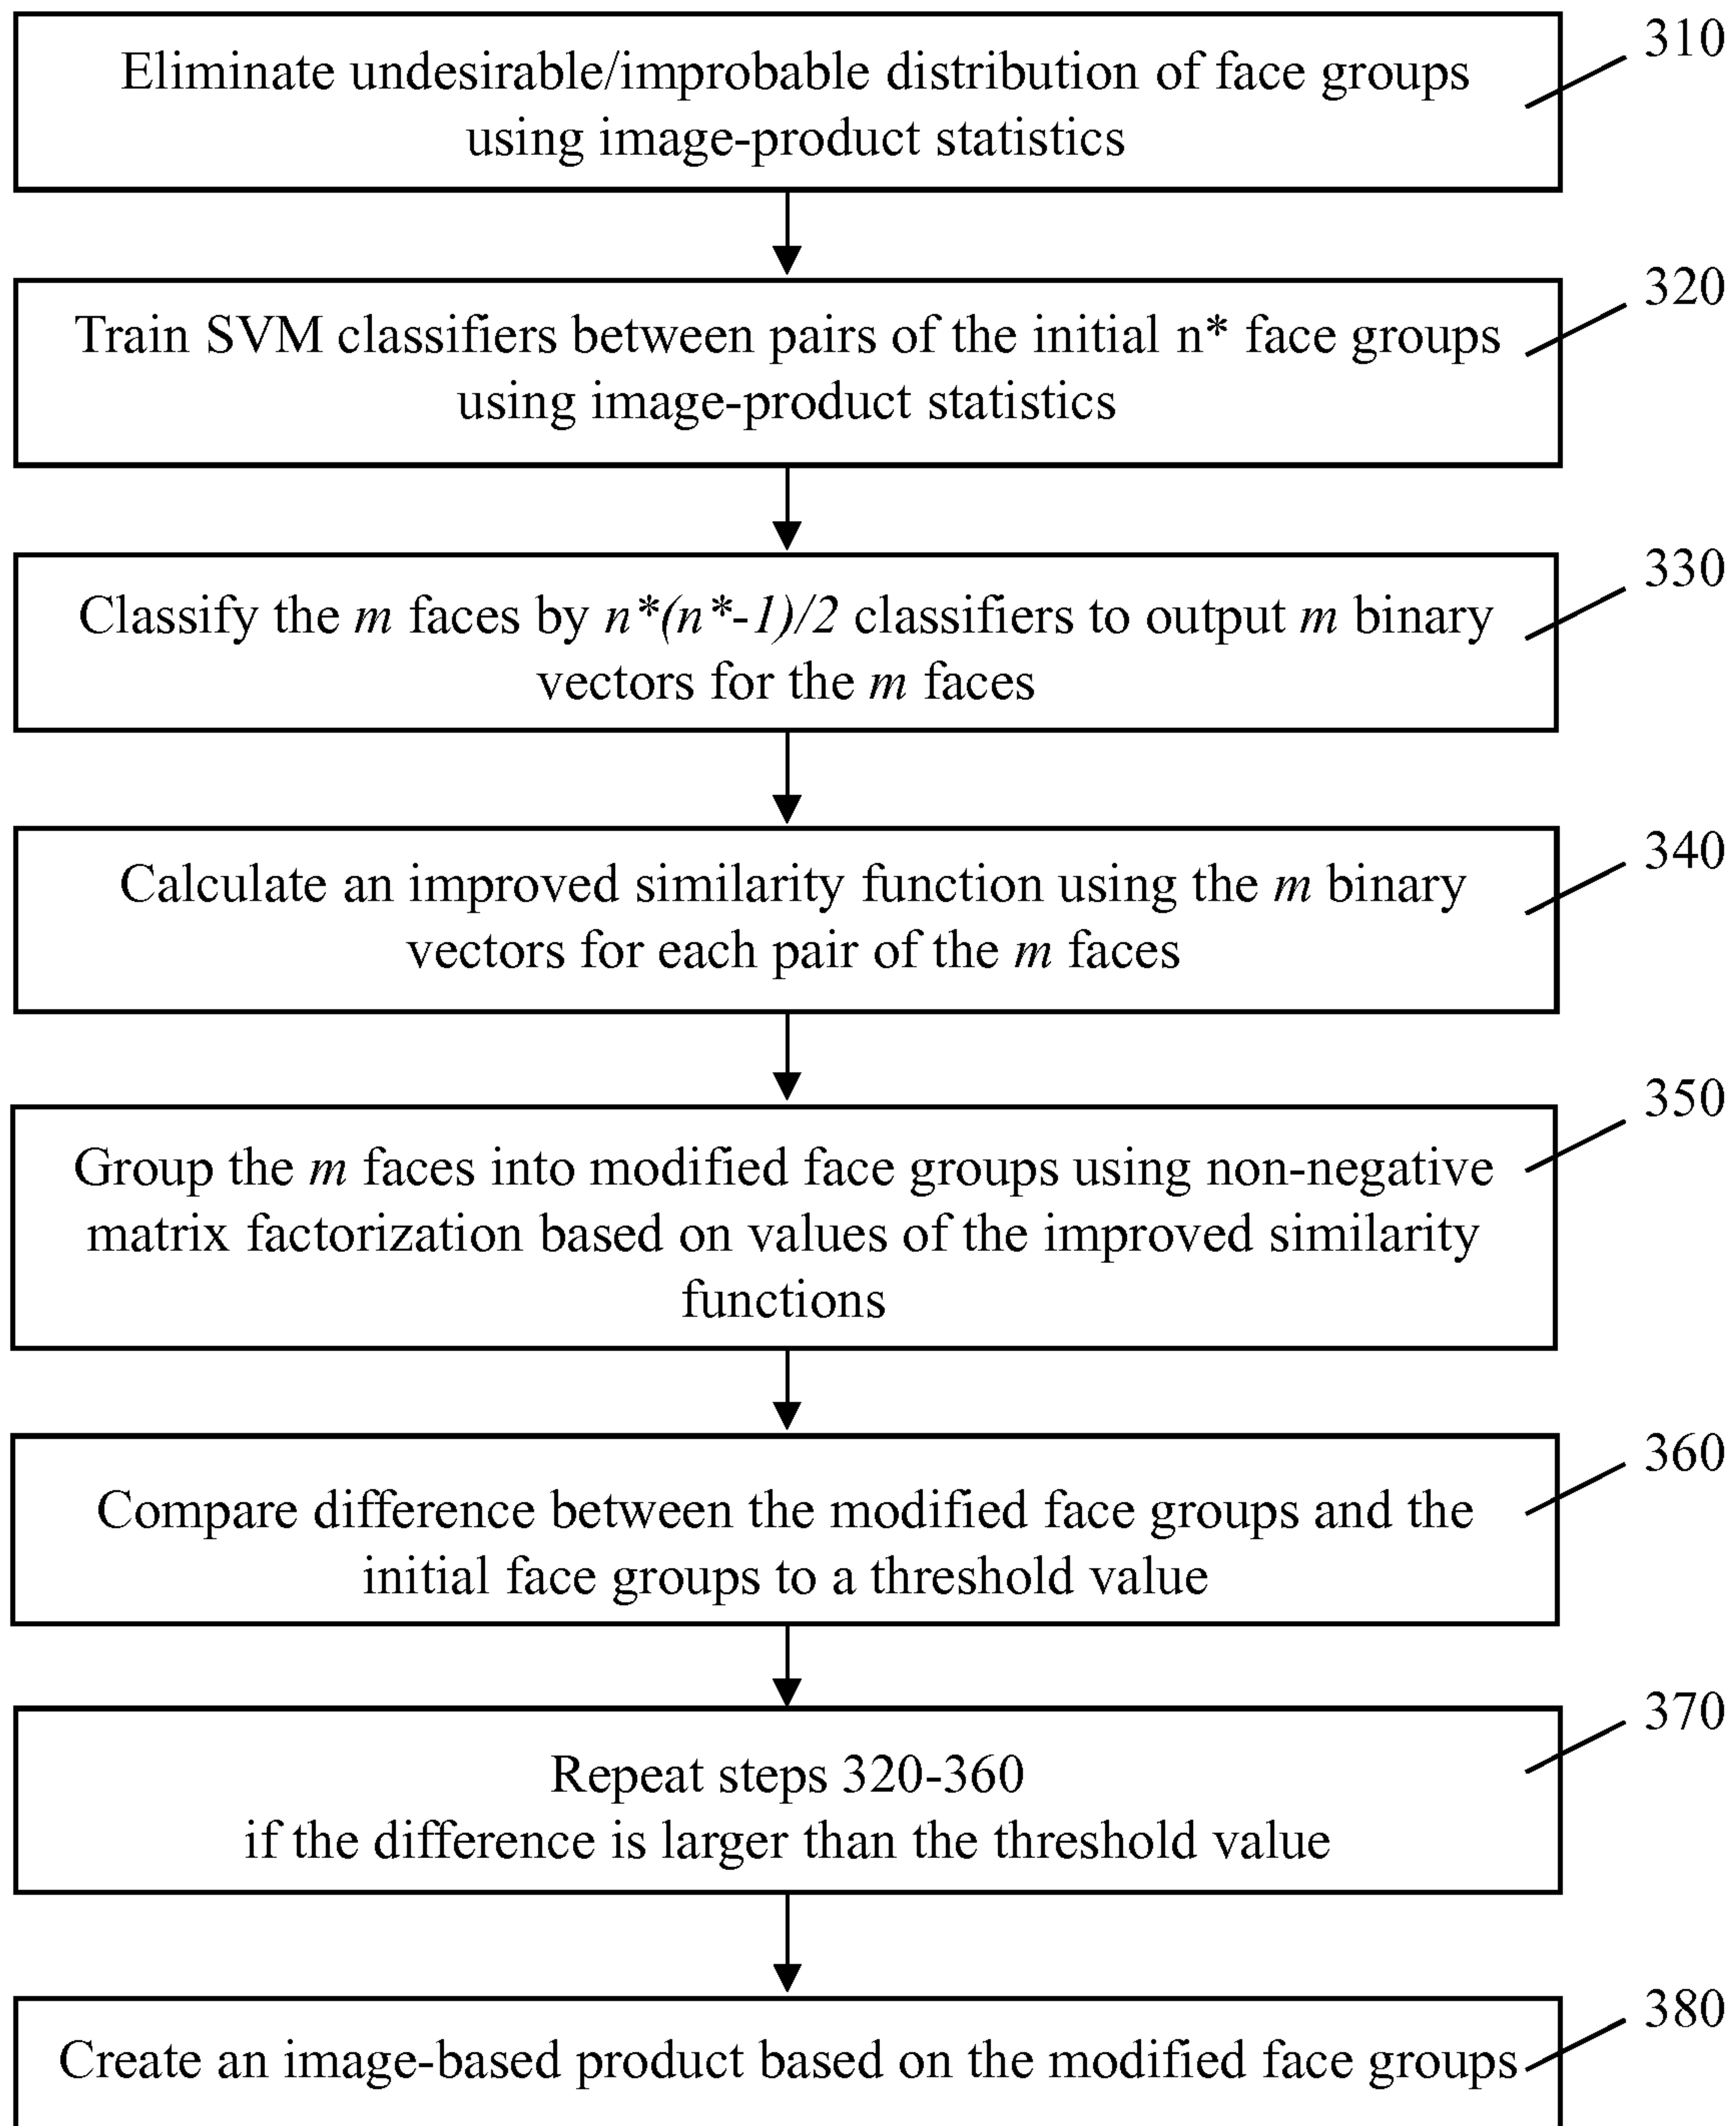 310
Eliminate undesirable/improbable distribution of face groups
using image-product statistics
320
Train SVM classifiers between pairs of the initial n* face groups
using image-product statistics
330
Classify the m faces by n*(n*-1)/2 classifiers to output m binary
vectors for the m faces
340
Calculate an improved similarity function using the m binary
vectors for each pair of the m faces
350
Group the m faces into modified face groups using non-negative
matrix factorization based on values of the improved similarity
functions
360
Compare difference between the modified face groups and the
initial face groups to a threshold value
370
Repeat steps 320-360
if the difference is larger than the threshold value
380
Create an image-based product based on the modified face groups